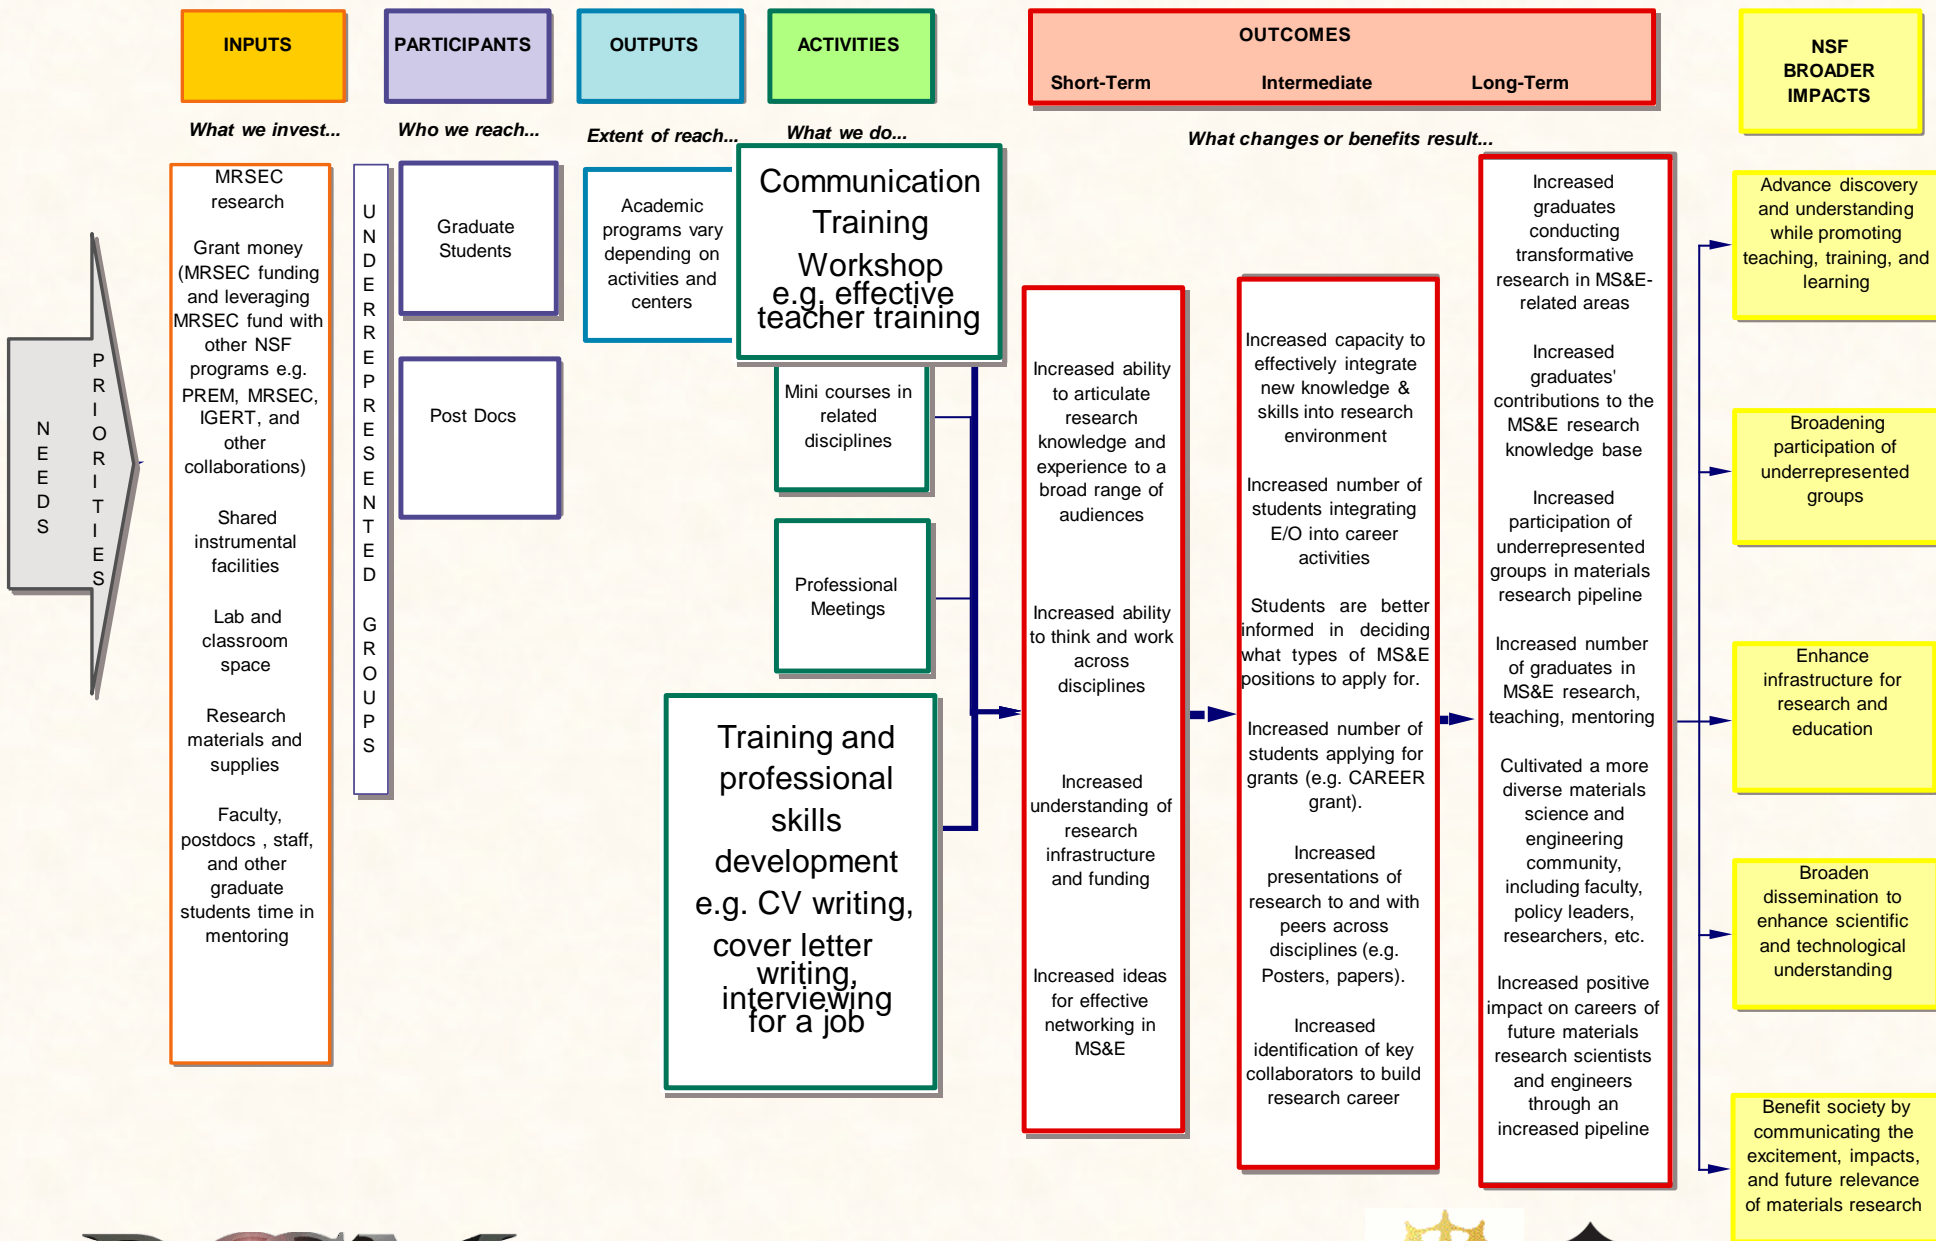 INPUTS
PARTICIPANTS
OUTPUTS
ACTIVITIES
OUTCOMES
Short-Term
Intermediate
Long-Term
NSF
BROADER
IMPACTS
What we invest...
Who we reach...
Extent of reach...
What we do...
What changes or benefits result...
NEEDS
PRIORITIES
MRSEC
research
Grant money
(MRSEC funding
and leveraging
MRSEC fund with
other NSF
programs e.g.
PREM, MRSEC,
IGERT, and
other
collaborations)
Shared
instrumental
facilities
Lab and
classroom
space
Research
materials and
supplies
Faculty,
postdocs , staff,
and other
graduate
students time in
mentoring
UNDERREPRESENTED GROUPS
Graduate
Students
Post Docs
Academic
programs vary
depending on
activities and
centers
Communication
Training
Workshop
e.g. effective
teacher training
Mini courses in
related
disciplines
Professional
Meetings
Training and
professional
skills
development
e.g. CV writing,
cover letter
writing,
interviewing
for a job
Increased ability
to articulate
research
knowledge and
experience to a
broad range of
audiences
Increased ability
to think and work
across
disciplines
Increased
understanding of
research
infrastructure
and funding
Increased ideas
for effective
networking in
MS&E
Increased capacity to
effectively integrate
new knowledge &
skills into research
environment
Increased number of
students integrating
E/O into career
activities
Students are better
informed in deciding
what types of MS&E
positions to apply for.
Increased number of
students applying for
grants (e.g. CAREER
grant).
Increased
presentations of
research to and with
peers across
disciplines (e.g.
Posters, papers).
Increased
identification of key
collaborators to build
research career
Increased
graduates
conducting
transformative
research in MS&E-
related areas
Increased
graduates'
contributions to the
MS&E research
knowledge base
Increased
participation of
underrepresented
groups in materials
research pipeline
Increased number
of graduates in
MS&E research,
teaching, mentoring
Cultivated a more
diverse materials
science and
engineering
community,
including faculty,
policy leaders,
researchers, etc.
Increased positive
impact on careers of
future materials
research scientists
and engineers
through an
increased pipeline
Advance discovery
and understanding
while promoting
teaching, training, and
learning
Broadening
participation of
underrepresented
groups
Enhance
infrastructure for
research and
education
Broaden
dissemination to
enhance scientific
and technological
understanding
Benefit society by
communicating the
excitement, impacts,
and future relevance
of materials research